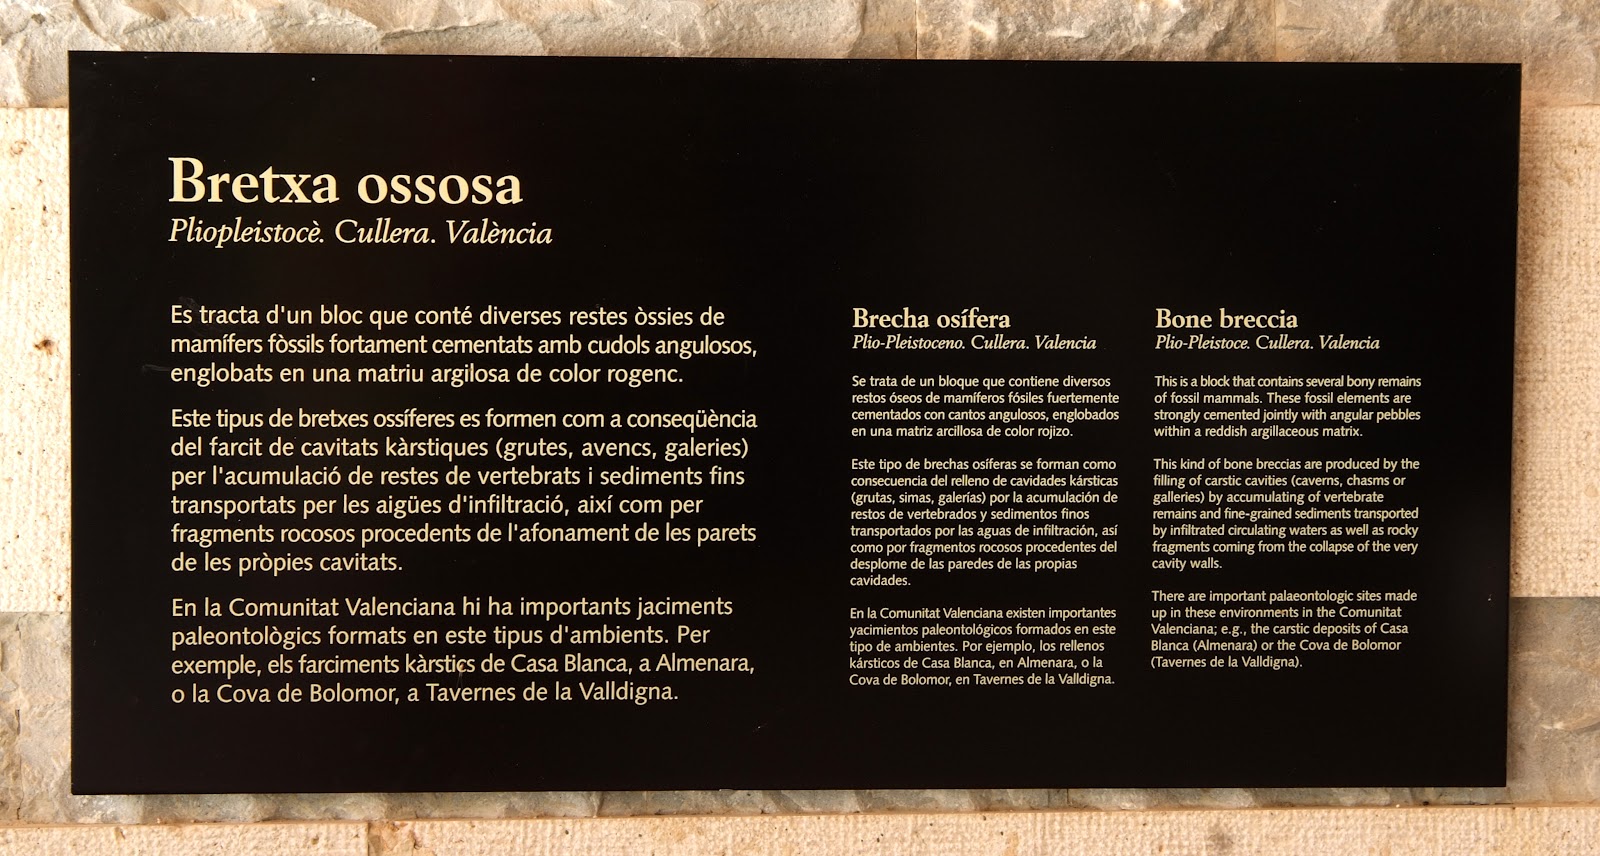 Bretxa ossosa
Pliopleistocè. Cullera. València
Es tracta d'un bloc que conté diverses restes òssies de
mamífers fòssils fortament cementats amb cudols angulosos,
englobats en una matriu argilosa de color rogenc.
Este tipus de bretxes ossíferes es formen com a conseqüència
del farcit de cavitats kàrstiques (grutes, avencs, galeries)
per l'acumulació de restes de vertebrats i sediments fins
transportats per les aigües d'infiltració, així com per
fragments rocosos procedents de l'afonament de les parets
de les pròpies cavitats.
En la Comunitat Valenciana hi ha importants jaciments
paleontològics formats en este tipus d'ambients. Per
exemple, els farciments kàrstics de Casa Blanca, a Almenara,
o la Cova de Bolomor, a Tavernes de la Valldigna.
Brecha osífera
Plio-Pleistoceno. Cullera. Valencia
Se trata de un bloque que contiene diversos
restos óseos de mamíferos fósiles fuertemente
cementados con cantos angulosos, englobados
en una matriz arcillosa de color rojizo.
Este tipo de brechas osíferas se forman como
consecuencia del relleno de cavidades kársticas
(grutas, simas, galerías) por la acumulación de
restos de vertebrados y sedimentos finos
transportados por las aguas de infiltración, así
como por fragmentos rocosos procedentes del
desplome de las paredes de las propias
cavidades.
En la Comunitat Valenciana existen importantes
yacimientos paleontológicos formados en este
tipo de ambientes. Por ejemplo, los rellenos
kársticos de Casa Blanca, en Almenara, o la
Cova de Bolomor, en Tavernes de la Valldigna.
Bone breccia
Plio-Pleistoce. Cullera. Valencia
This is a block that contains several bony remains
of fossil mammals. These fossil elements are
strongly cemented jointly with angular pebbles
within a reddish argillaceous matrix.
This kind of bone breccias are produced by the
filling of carstic cavities (caverns, chasms or
galleries) by accumulating of vertebrate
remains and fine-grained sediments transported
by infiltrated circulating waters as well as rocky
fragments coming from the collapse of the very
cavity walls.
There are important palaeontologic sites made
up in these environments in the Comunitat
Valenciana; e.g., the carstic deposits of Casa
Blanca (Almenara) or the Cova de Bolomor
(Tavernes de la Valldigna).